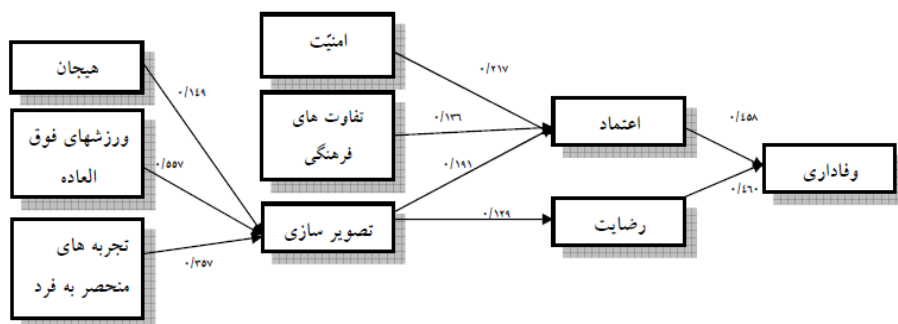 امنیّت
هیجان
۰/۲۱۷
۰/۱۴۹
تفاوت های
فرهنگی
۰/۱۳۶
اعتماد
۰/۴۵۸
ورزشهای فوق
العاده
۰/۵۵۷
۰/۱۹۱
وفاداری
۰/۴۶۰
تصویر سازی
۰/۱۲۹
رضایت
تجربه های
منحصر به فرد
۰/۳۵۷